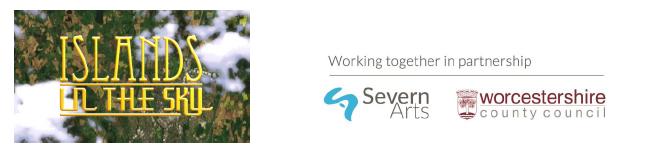 ISLANDS
IN THE SKY
Working together in partnership
Severn
Arts
worcestershire
county council